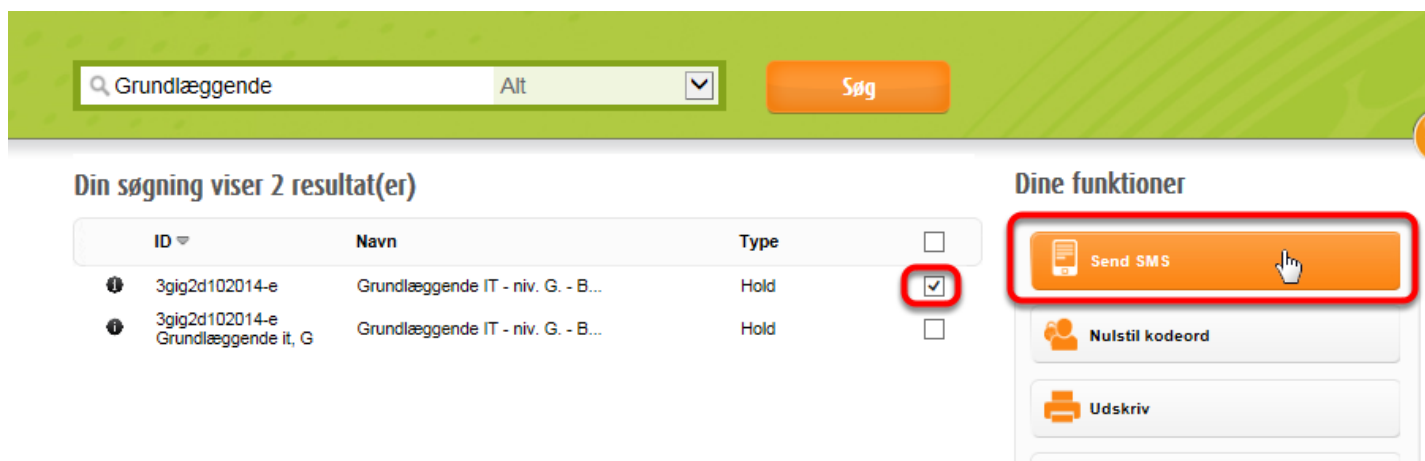 Grundlæggende Alt Søg
Din søgning viser 2 resultat(er)
ID Navn Type
3gig2d102014-e Grundlæggende IT - niv. G. - B... Hold
3gig2d102014-e
Grundlæggende it, G Grundlæggende IT - niv. G. - B... Hold
Dine funktioner
Send SMS
Nulstil kodeord
Udskriv